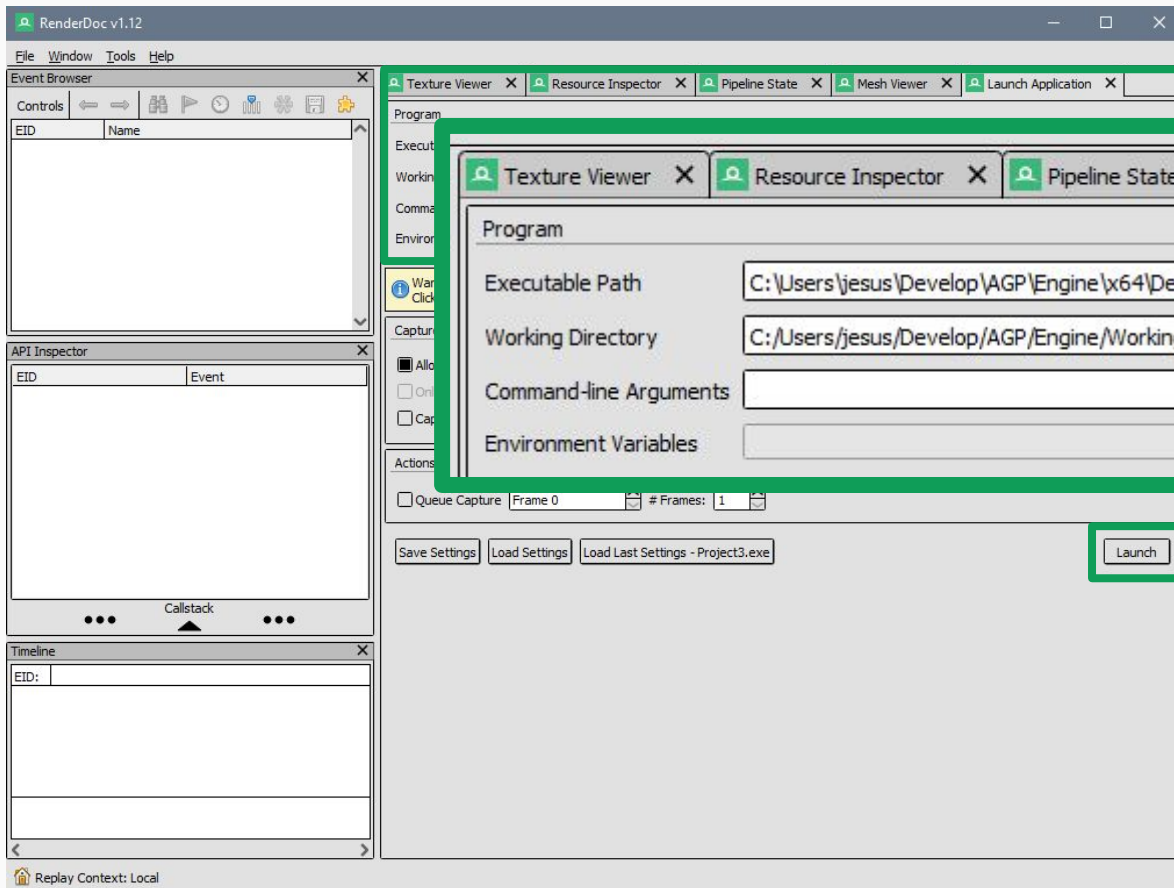 RenderDoc v1.12
File Window Tools Help
Event Browser
Controls
EID Name
API Inspector
EID Event
Callstack
Timeline
EID:
Replay Context: Local
Texture Viewer Resource Inspector Pipeline State Mesh Viewer Launch Application
Program
Texture Viewer Resource Inspector Pipeline State
Program
Executable Path C:\Users\jesus\Develop\AGP\Engine\x64\De
Working Directory C:/Users/jesus/Develop/AGP/Engine/Workin
Command-line Arguments
Environment Variables
Click
Actions
Queue Capture Frame 0 # Frames: 1
Save Settings Load Settings Load Last Settings - Project3.exe Launch